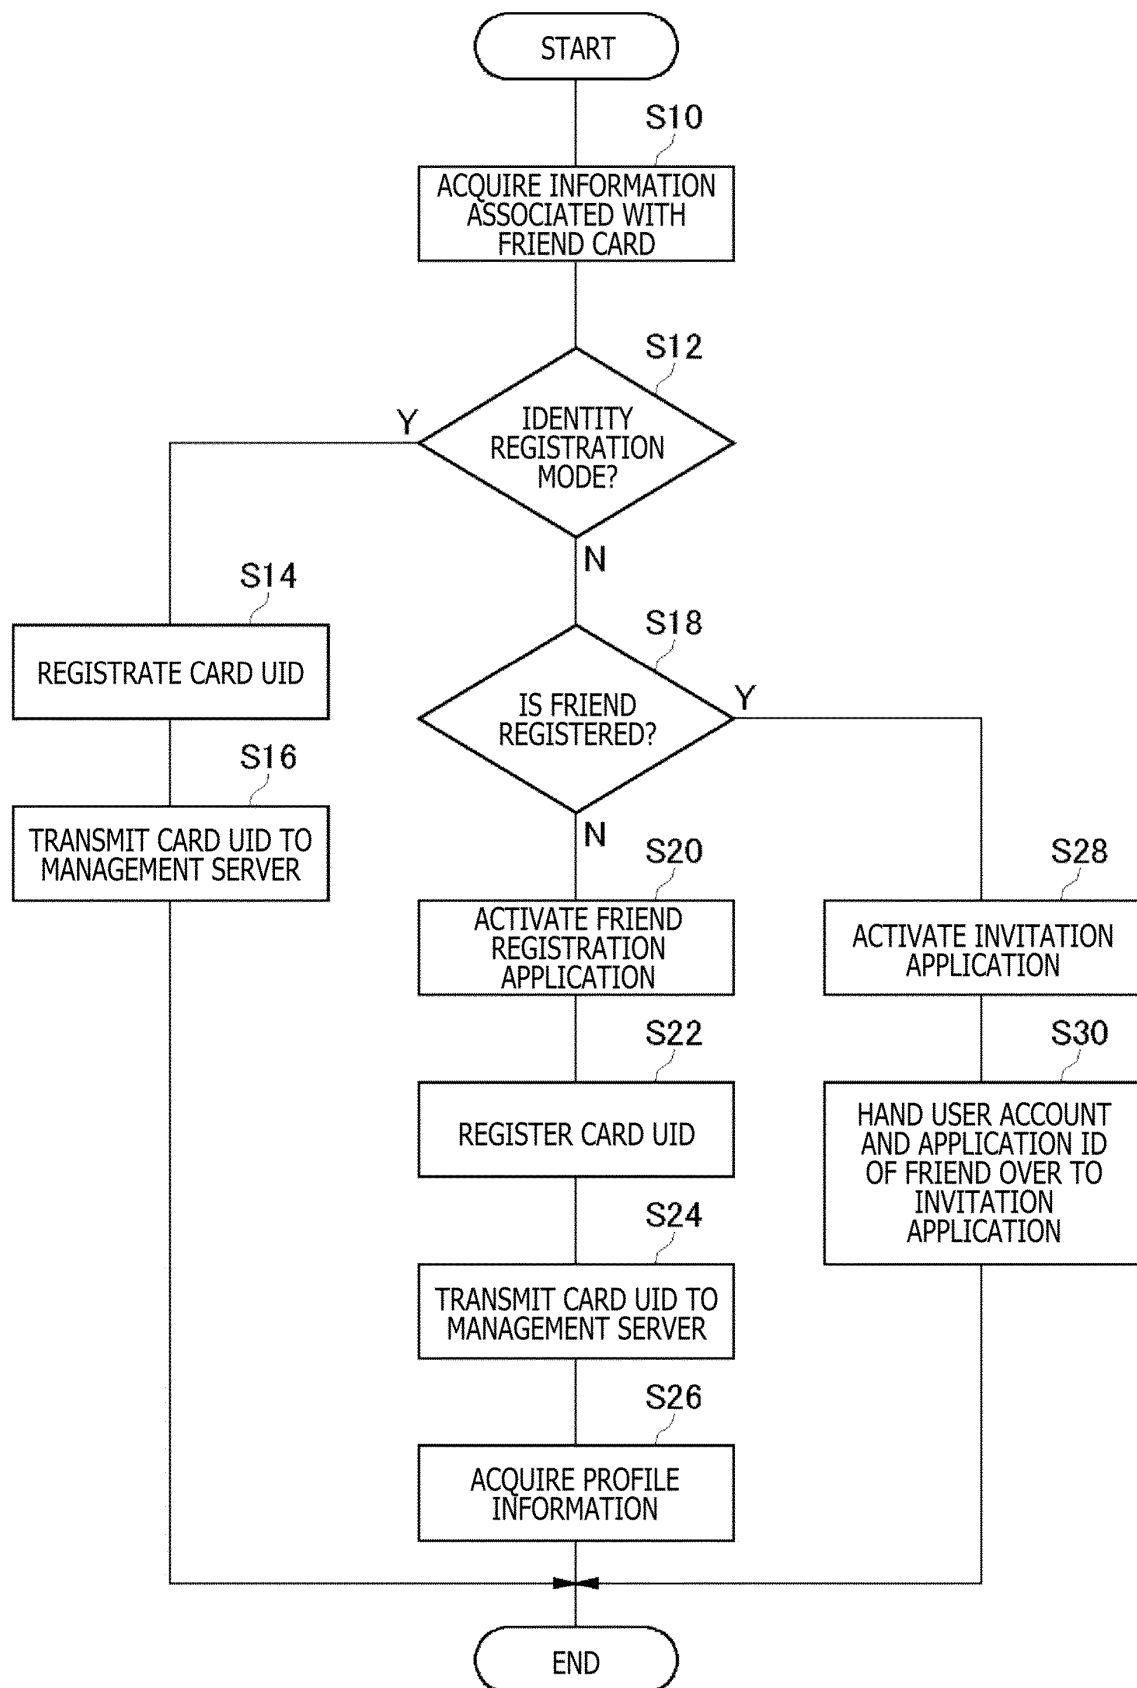 START
S10
ACQUIRE INFORMATION
ASSOCIATED WITH
FRIEND CARD
S12
IDENTITY
REGISTRATION
MODE?
Y
N
S14
REGISTRATE CARD UID
S16
TRANSMIT CARD UID TO
MANAGEMENT SERVER
S18
IS FRIEND
REGISTERED?
Y
N
S20
ACTIVATE FRIEND
REGISTRATION
APPLICATION
S22
REGISTER CARD UID
S24
TRANSMIT CARD UID TO
MANAGEMENT SERVER
S26
ACQUIRE PROFILE
INFORMATION
S28
ACTIVATE INVITATION
APPLICATION
S30
HAND USER ACCOUNT
AND APPLICATION ID
OF FRIEND OVER TO
INVITATION
APPLICATION
END